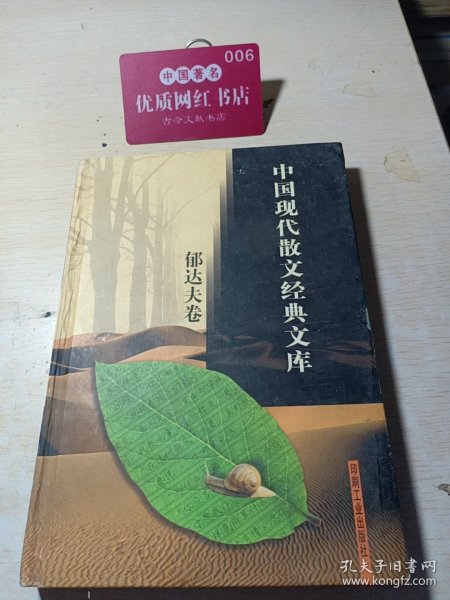 006
中国著名
优质网红书店
古今文献书店
中国现代散文经典文库
郁达夫卷
印刷工业出版社
孔夫子旧书网
www.kongfz.com